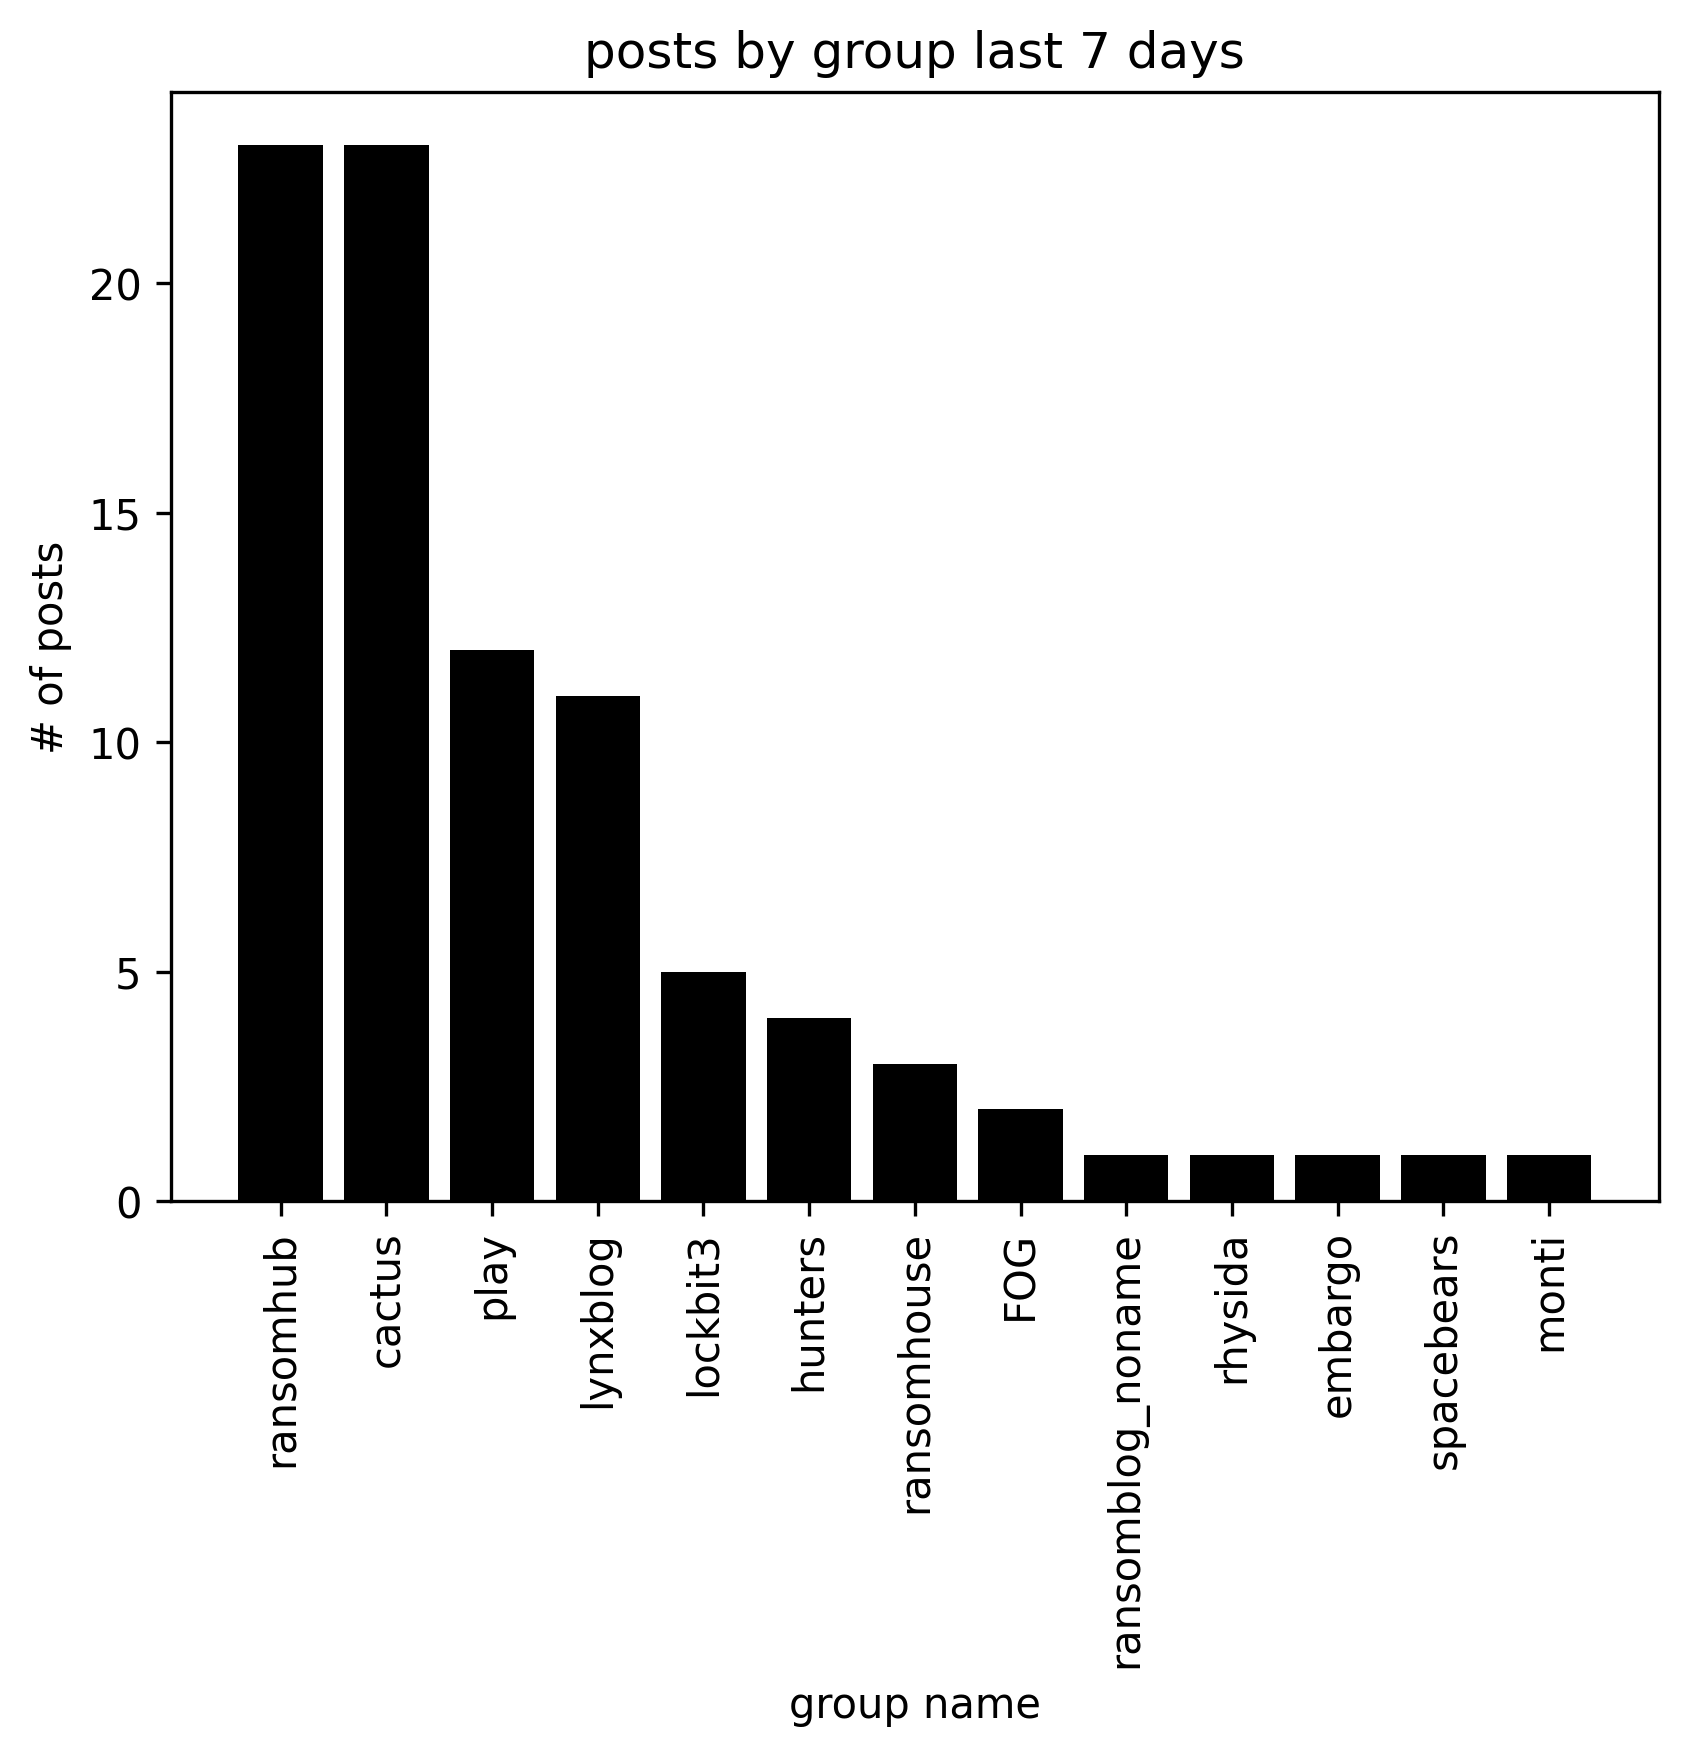 posts by group last 7 days
# of posts
20
15
10
5
0
ransomhub
cactus
play
lynxblog
lockbit3
hunters
ransomhouse
FOG
ransomblog_noname
rhysida
embargo
spacebears
monti
group name